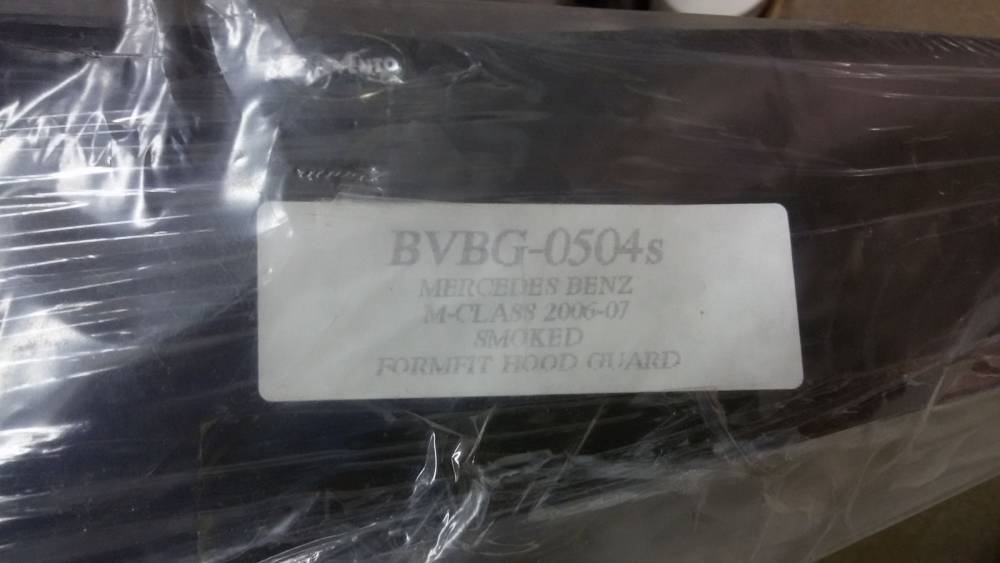 BVBG-0504s
MERCEDES BENZ
M-CLASS 2006-07
SMOKED
FORMFIT HOOD GUARD